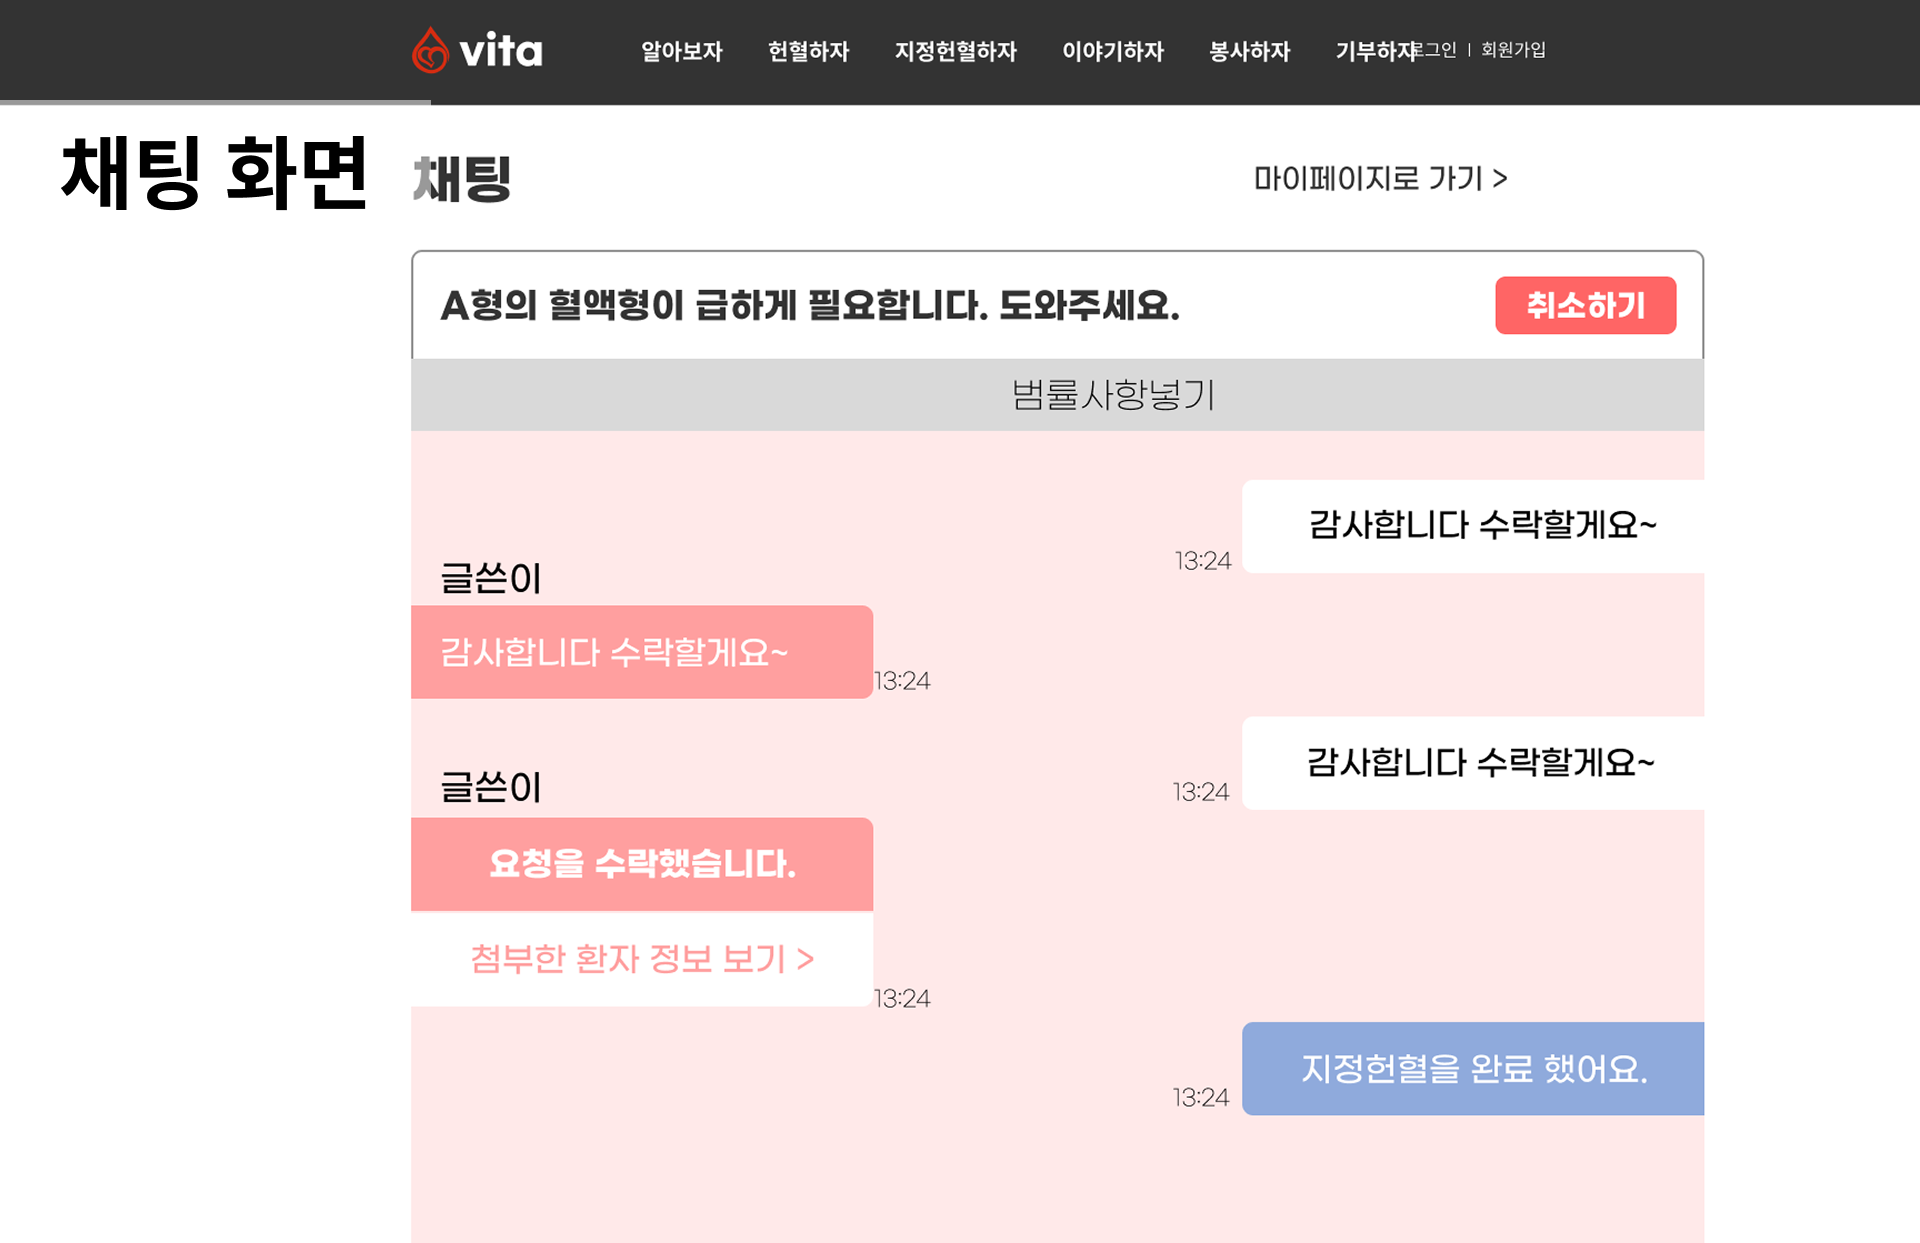 vita 알아보자 헌혈하자 지정헌혈하자 이야기하자 봉사하자 기부하자 로그인 | 회원가입
채팅 화면
채팅
마이페이지로 가기 >
A형의 혈액형이 급하게 필요합니다. 도와주세요.
취소하기
범률사항넣기
감사합니다 수락할게요~
13:24
글쓴이
감사합니다 수락할게요~
13:24
감사합니다 수락할게요~
13:24
글쓴이
요청을 수락했습니다.
첨부한 환자 정보 보기 >
13:24
지정헌혈을 완료 했어요.
13:24